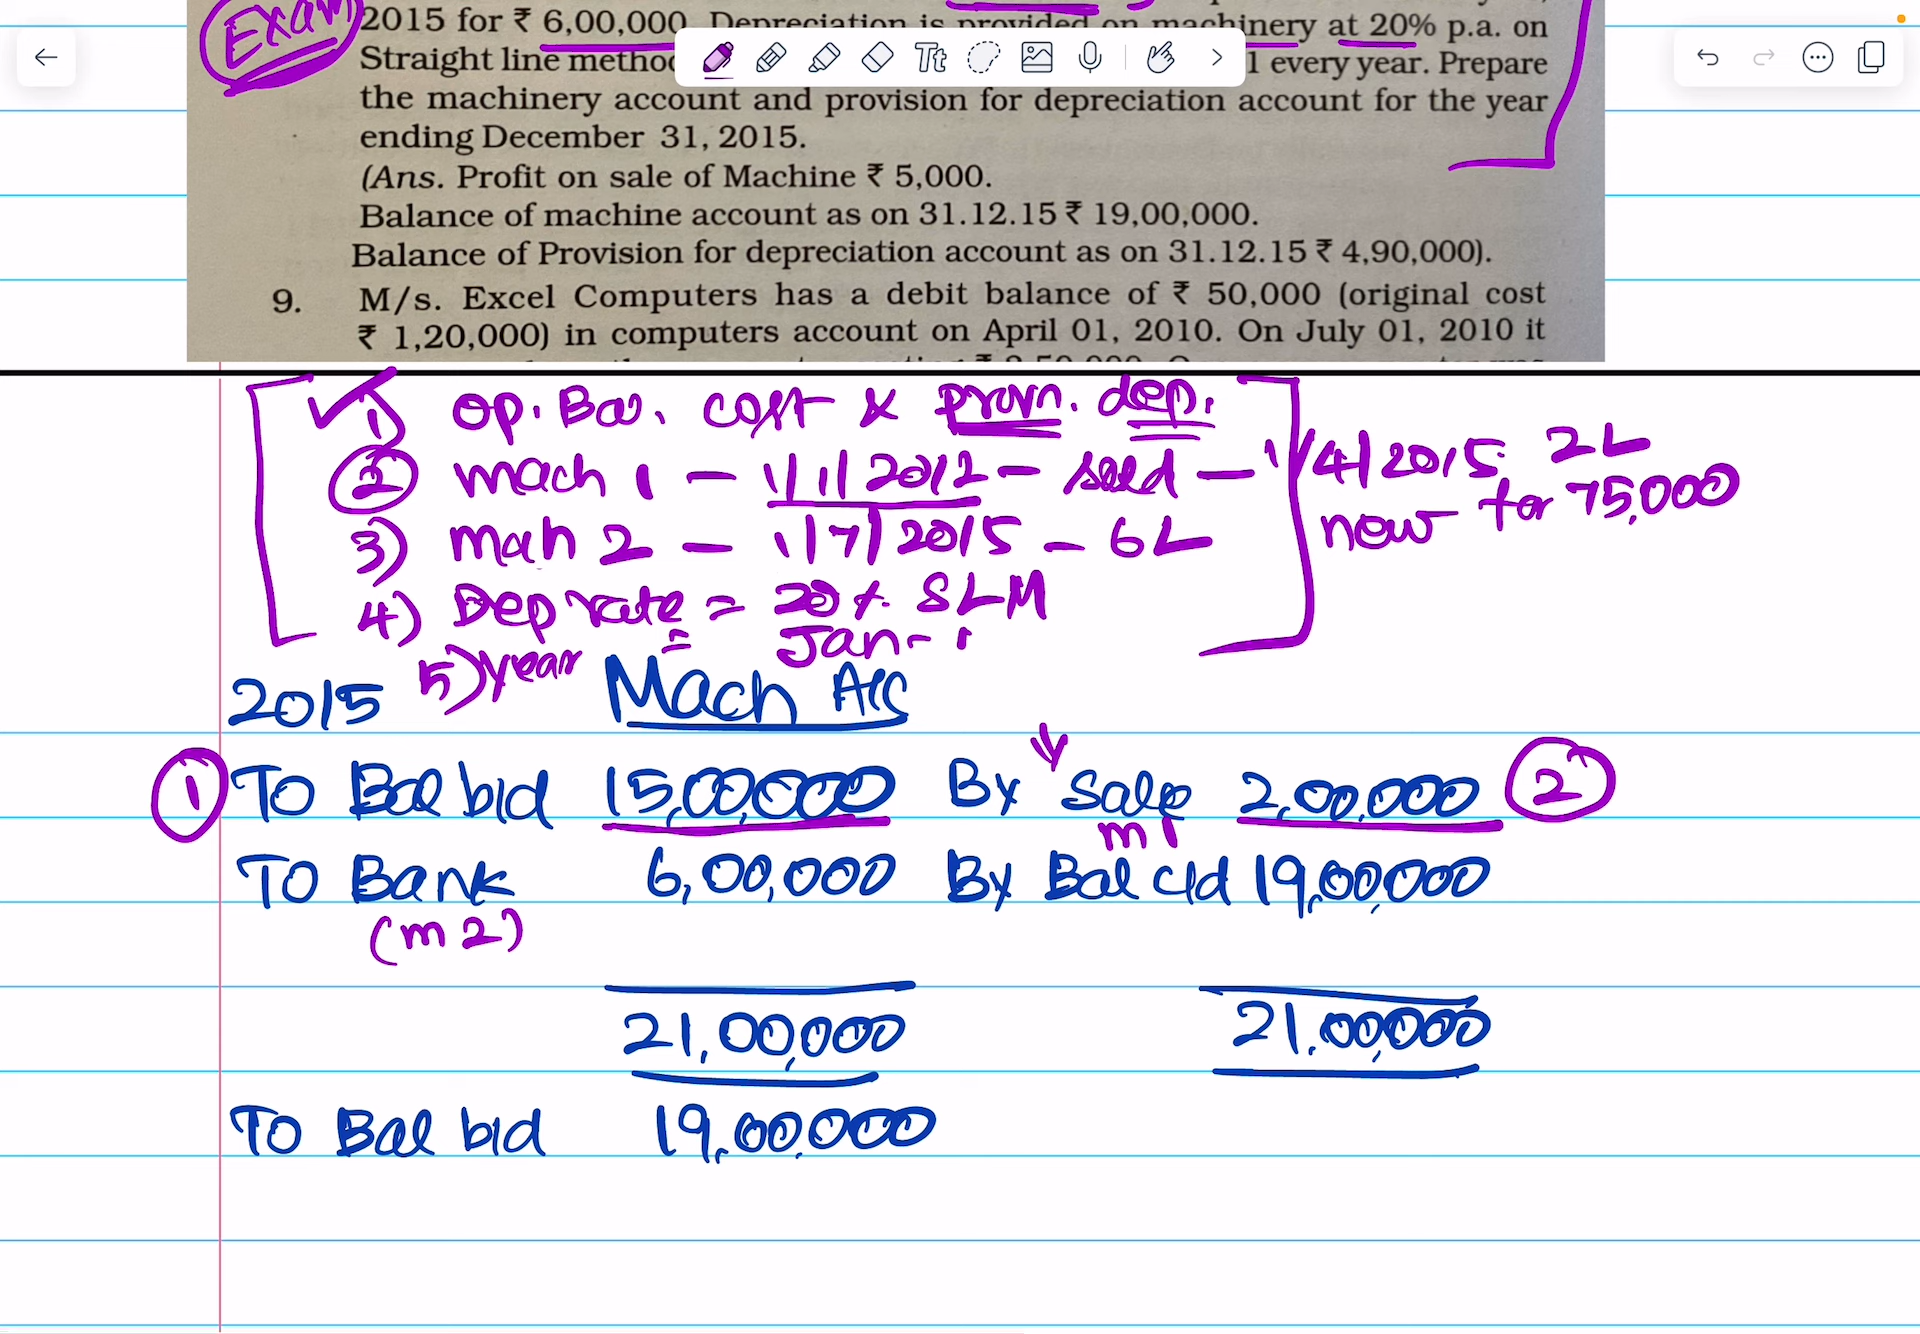 Exam
2015 for ₹ 6,00,000. Depreciation is provided on machinery at 20% p.a. on
Straight line method 1 every year. Prepare
the machinery account and provision for depreciation account for the year
ending December 31, 2015.
(Ans. Profit on sale of Machine ₹ 5,000.
Balance of machine account as on 31.12.15 ₹ 19,00,000.
Balance of Provision for depreciation account as on 31.12.15 ₹ 4,90,000).
9. M/s. Excel Computers has a debit balance of ₹ 50,000 (original cost
₹ 1,20,000) in computers account on April 01, 2010. On July 01, 2010 it
1) Op. Bal. cost & provn. dep.
2 mach 1 - 1/1/2012 - sold - 1/4/2015. 2L
now for 75,000
3) mah 2 - 1/7/2015 - 6L
4) Dep rate = 20%. SLM
5) year Jan-1
2015 Mach A/C
1 To Bal b/d 15,00,000 By Sale 2,00,000 2
m 1
To Bank 6,00,000 By Bal c/d 19,00,000
(m 2)
21,00,000 21,00,000
To Bal b/d 19,00,000